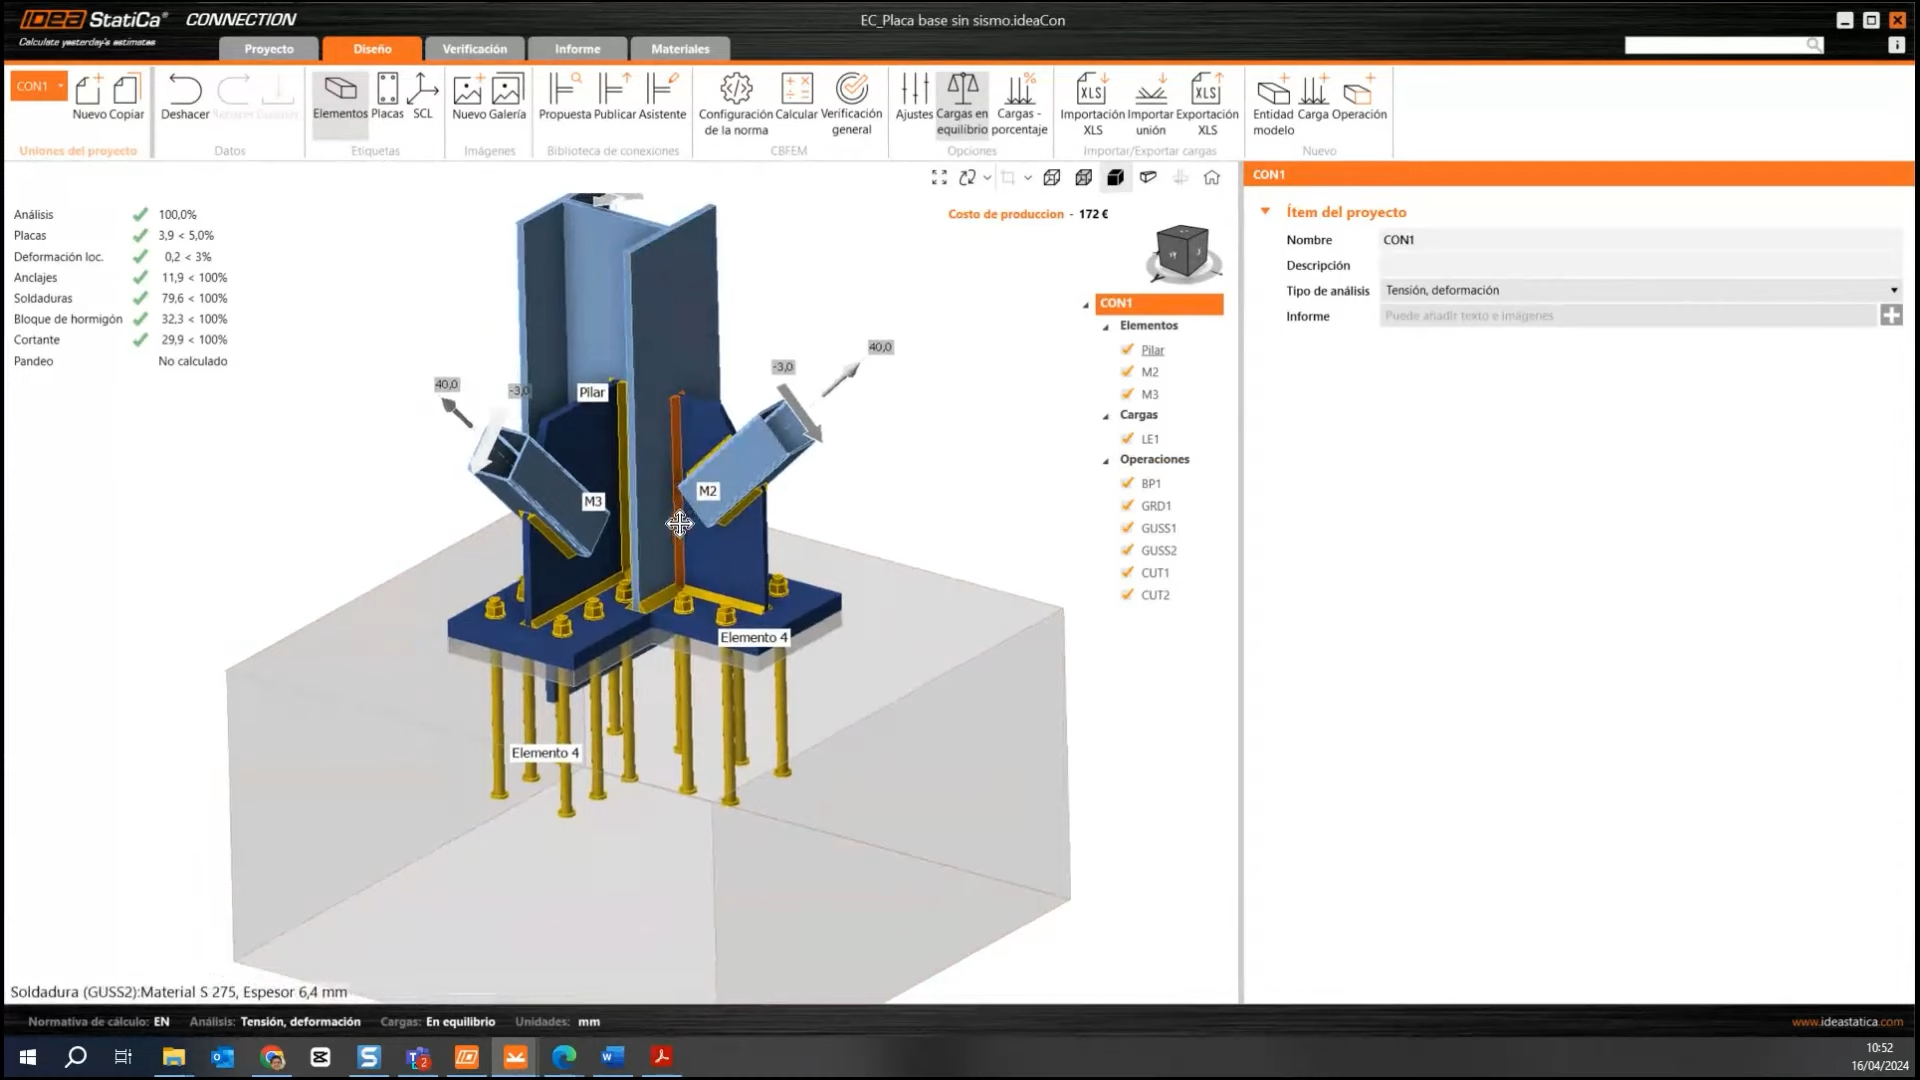 IDEA StatiCa® CONNECTION
Calculate yesterday's estimates
EC_Placa base sin sismo.ideaCon
Proyecto Diseño Verificación Informe Materiales
CON1
Nuevo Copiar
Uniones del proyecto
Deshacer Rehacer Guardar
Datos
Elementos Placas SCL
Etiquetas
Nuevo Galería
Imágenes
Propuesta Publicar Asistente
Biblioteca de conexiones
Configuración de la norma
Calcular
Verificación general
CBFEM
Ajustes
Cargas en equilibrio
Cargas - porcentaje
Opciones
Importación XLS
Importar unión
Exportación XLS
Importar/Exportar cargas
Entidad modelo
Carga
Operación
Nuevo
Análisis 100,0%
Placas 3,9 < 5,0%
Deformación loc. 0,2 < 3%
Anclajes 11,9 < 100%
Soldaduras 79,6 < 100%
Bloque de hormigón 32,3 < 100%
Cortante 29,9 < 100%
Pandeo No calculado
Costo de produccion - 172 €
40,0
-3,0
Pilar
-3,0
40,0
M3
M2
Elemento 4
Elemento 4
CON1
Elementos
Pilar
M2
M3
Cargas
LE1
Operaciones
BP1
GRD1
GUSS1
GUSS2
CUT1
CUT2
CON1
Ítem del proyecto
Nombre CON1
Descripción
Tipo de análisis Tensión, deformación
Informe Puede añadir texto e imágenes
Soldadura (GUSS2):Material S 275, Espesor 6,4 mm
Normativa de cálculo: EN Análisis: Tensión, deformación Cargas: En equilibrio Unidades: mm
www.ideastatica.com
10:52
16/04/2024